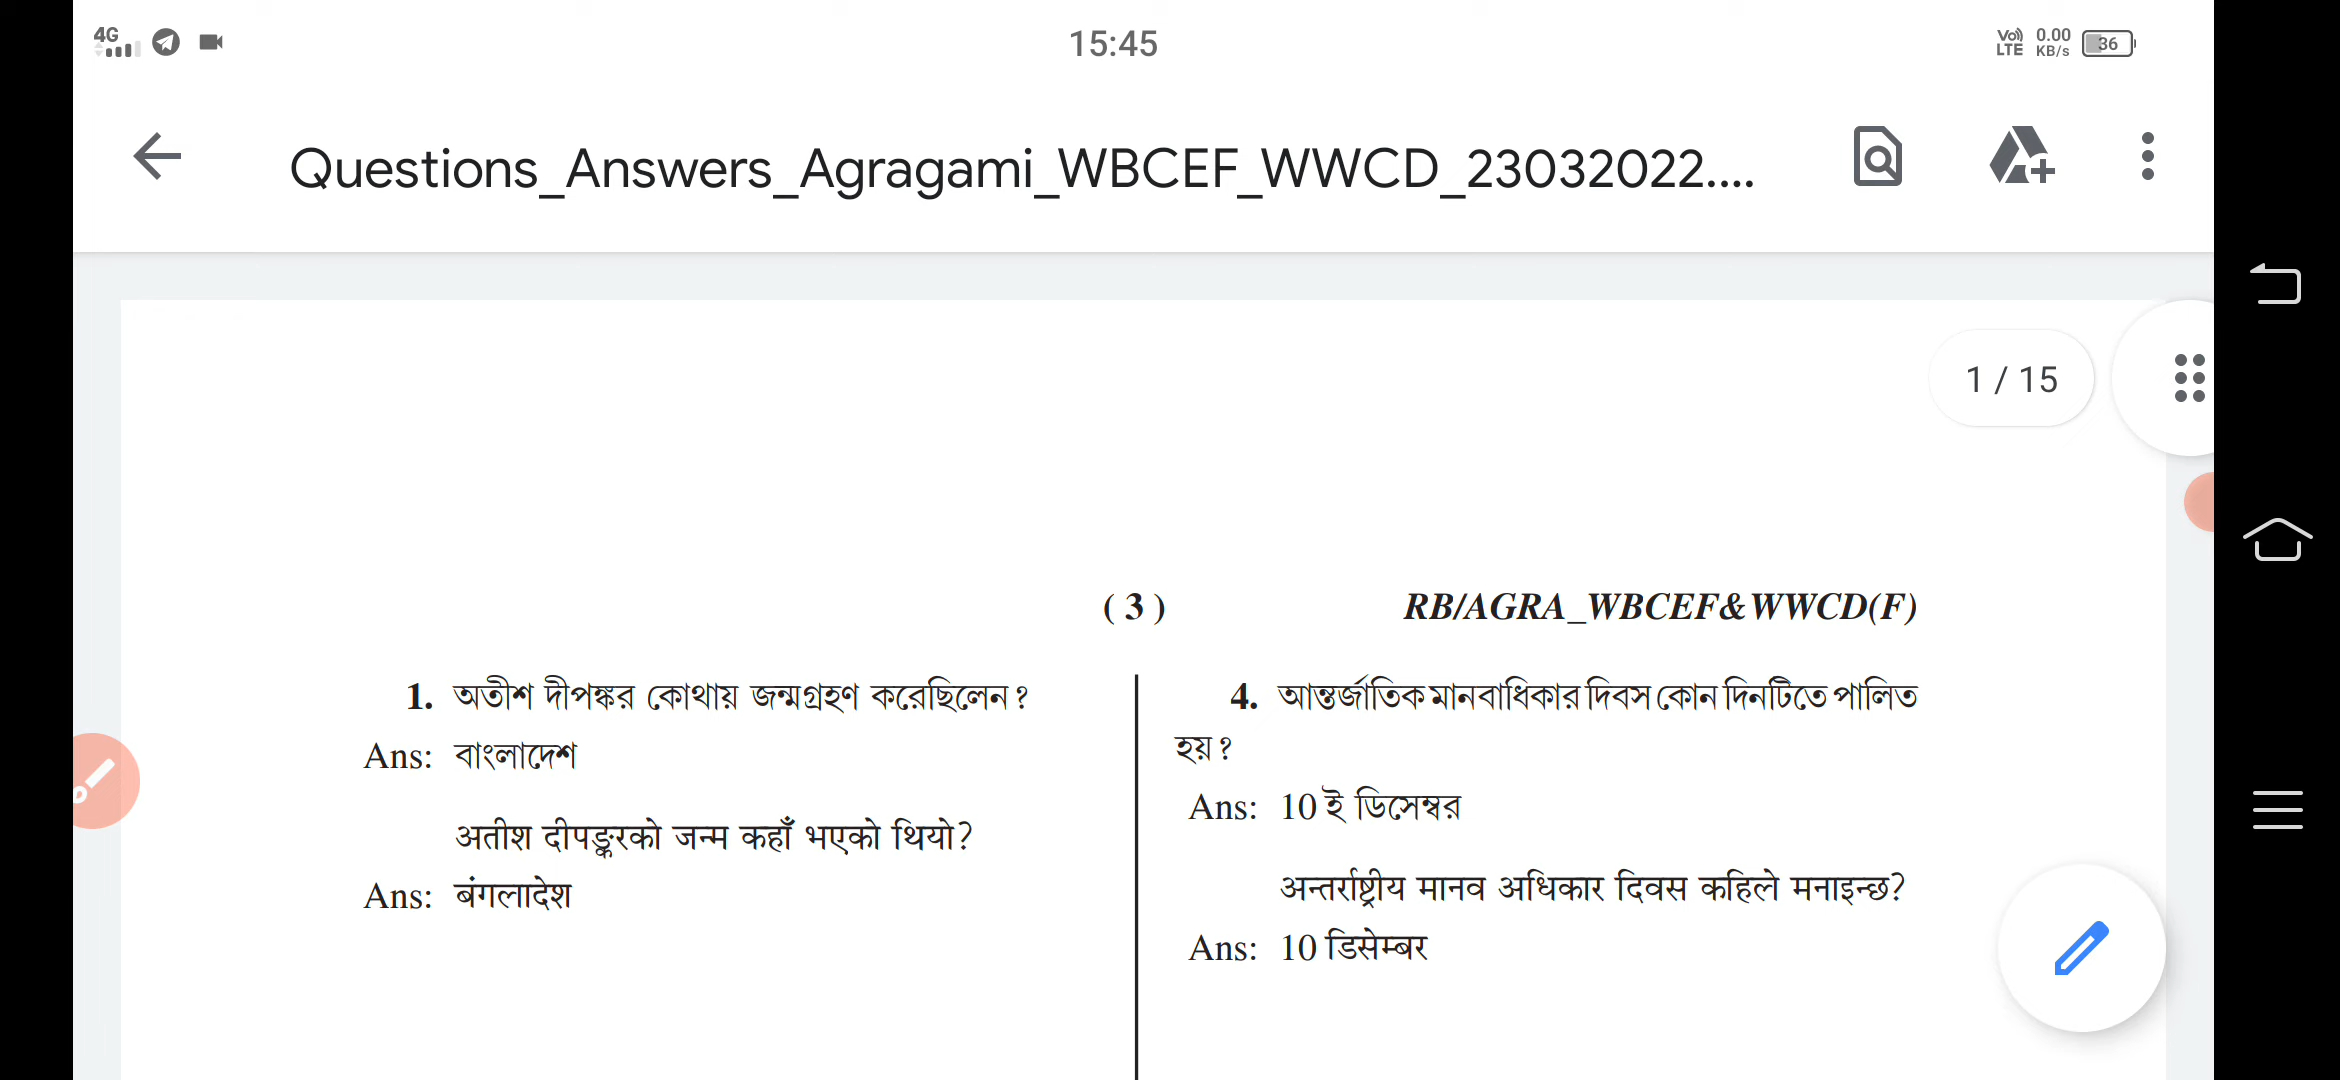 4G
15:45
Vo) 0.00
LTE KB/s
36
Questions_Answers_Agragami_WBCEF_WWCD_23032022....
1 / 15
( 3 )
RB/AGRA_WBCEF&WWCD(F)
1. অতীশ দীপঙ্কর কোথায় জন্মগ্রহণ করেছিলেন ?
Ans: বাংলাদেশ
अतीश दीपङ्करको जन्म कहाँ भएको थियो?
Ans: बंगलादेश
4. আন্তর্জাতিক মানবাধিকার দিবস কোন দিনটিতে পালিত
হয় ?
Ans: 10 ই ডিসেম্বর
अन्तर्राष्ट्रीय मानव अधिकार दिवस कहिले मनाइन्छ?
Ans: 10 डिसेम्बर